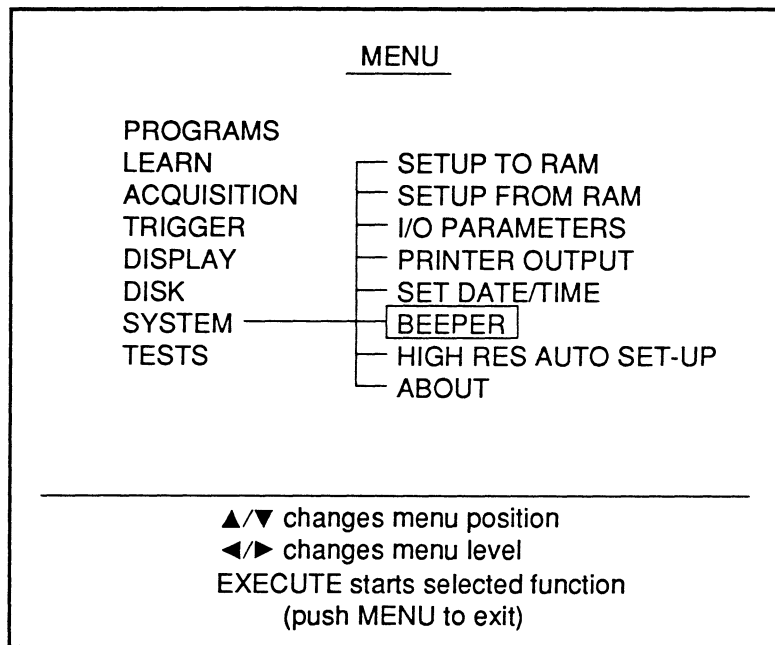 MENU
PROGRAMS
LEARN
ACQUISITION
TRIGGER
DISPLAY
DISK
SYSTEM
TESTS
SETUP TO RAM
SETUP FROM RAM
I/O PARAMETERS
PRINTER OUTPUT
SET DATE/TIME
BEEPER
HIGH RES AUTO SET-UP
ABOUT
▲/▼ changes menu position
◄/► changes menu level
EXECUTE starts selected function
(push MENU to exit)